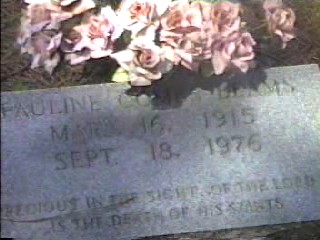 PAULINE
MAR. 16, 1915
SEPT. 18, 1976
PRECIOUS IN THE SIGHT OF THE LORD
IS THE DEATH OF HIS SAINTS